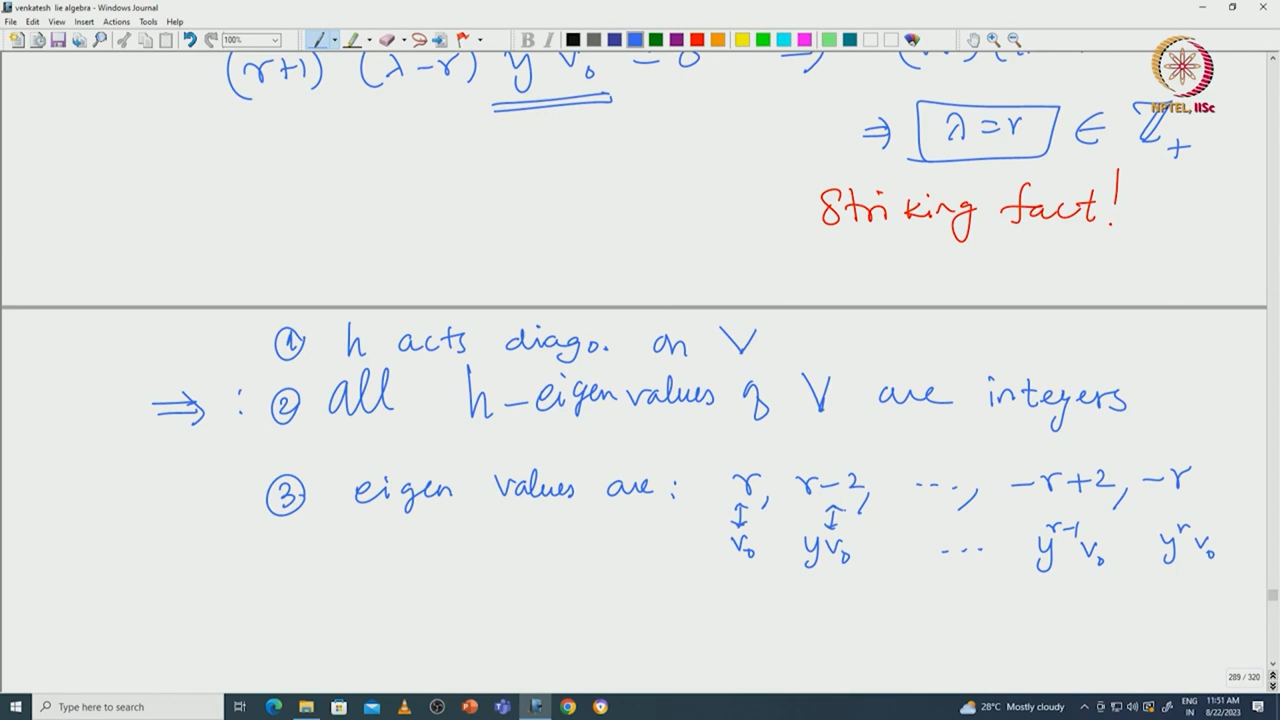 venkatesh lie algebra - Windows Journal
File Edit View Insert Actions Tools Help
100%
B I
(r+1) (λ-r) y v₀ = 0 ⇒
NPTEL, IISc
⇒ λ = r ∈ ℤ₊
Striking fact!
① h acts diago. on V
⇒ : ② all h-eigenvalues of V are integers
③ eigen values are : r, r-2, ..., -r+2, -r
↕ ↕
v₀ yv₀ ... y^{r-1} v₀ y^r v₀
289 / 320
Type here to search
28°C Mostly cloudy
ENG
IN
11:51 AM
8/22/2023